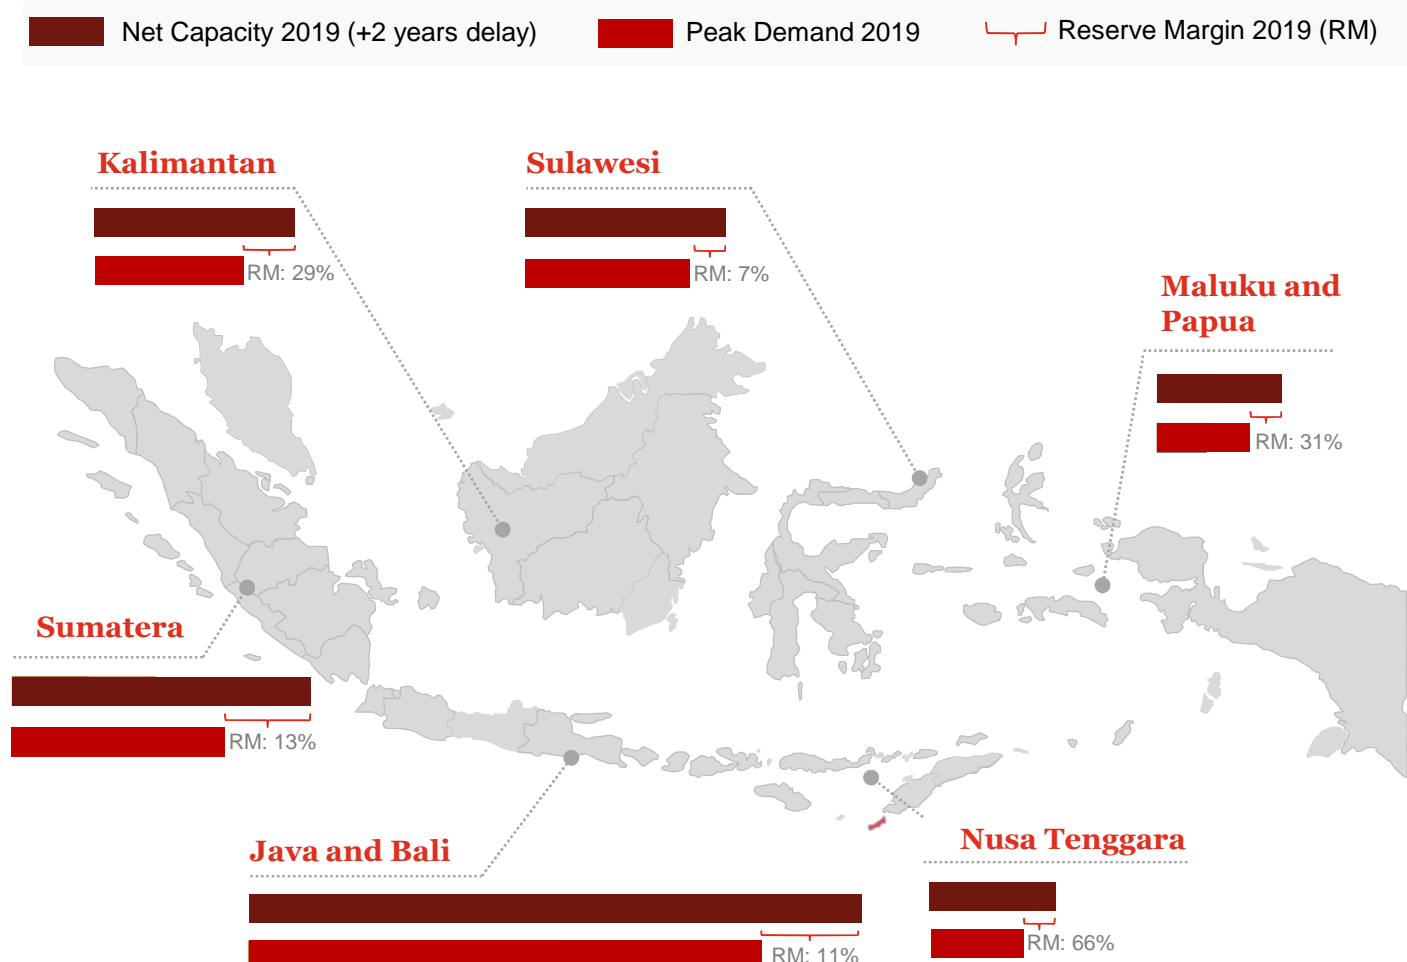 Net Capacity 2019 (+2 years delay)
Peak Demand 2019
Reserve Margin 2019 (RM)
Kalimantan
RM: 29%
Sulawesi
RM: 7%
Maluku and
Papua
RM: 31%
Sumatera
RM: 13%
Java and Bali
RM: 11%
Nusa Tenggara
RM: 66%